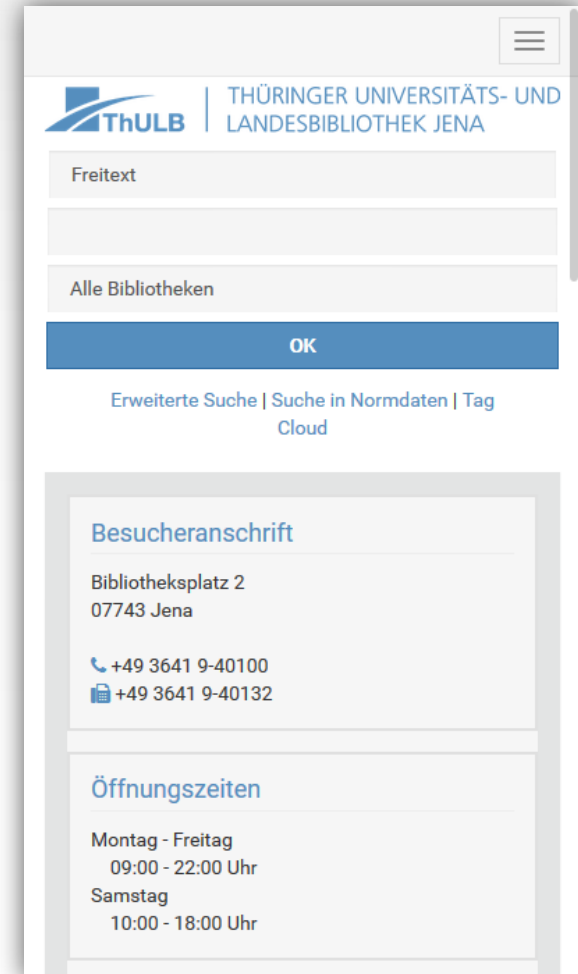 ThULB
THÜRINGER UNIVERSITÄTS- UND
LANDESBIBLIOTHEK JENA
Freitext
Alle Bibliotheken
OK
Erweiterte Suche | Suche in Normdaten | Tag
Cloud
Besucheranschrift
Bibliotheksplatz 2
07743 Jena
+49 3641 9-40100
+49 3641 9-40132
Öffnungszeiten
Montag - Freitag
09:00 - 22:00 Uhr
Samstag
10:00 - 18:00 Uhr